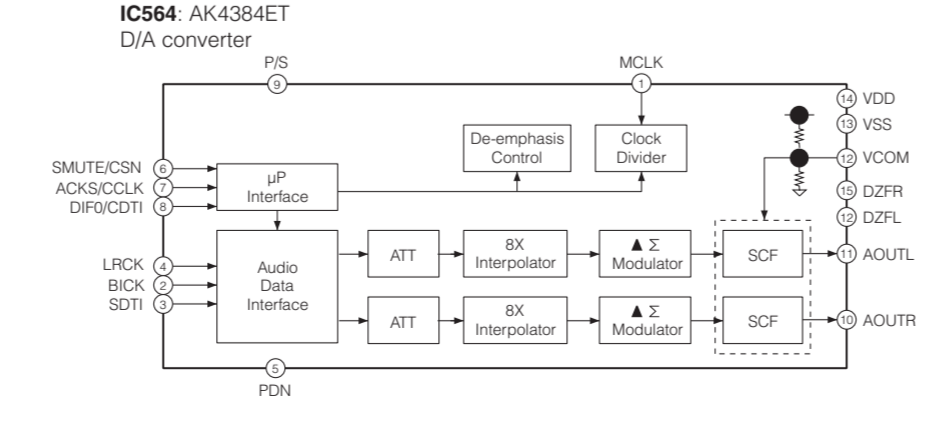 IC564: AK4384ET
D/A converter
P/S
9
MCLK
1
14 VDD
13 VSS
12 VCOM
15 DZFR
12 DZFL
De-emphasis
Control
Clock
Divider
SMUTE/CSN 6
ACKS/CCLK 7
DIF0/CDTI 8
µP
Interface
LRCK 4
BICK 2
SDTI 3
Audio
Data
Interface
ATT
8X
Interpolator
▲ Σ
Modulator
SCF
11 AOUTL
ATT
8X
Interpolator
▲ Σ
Modulator
SCF
10 AOUTR
5
PDN